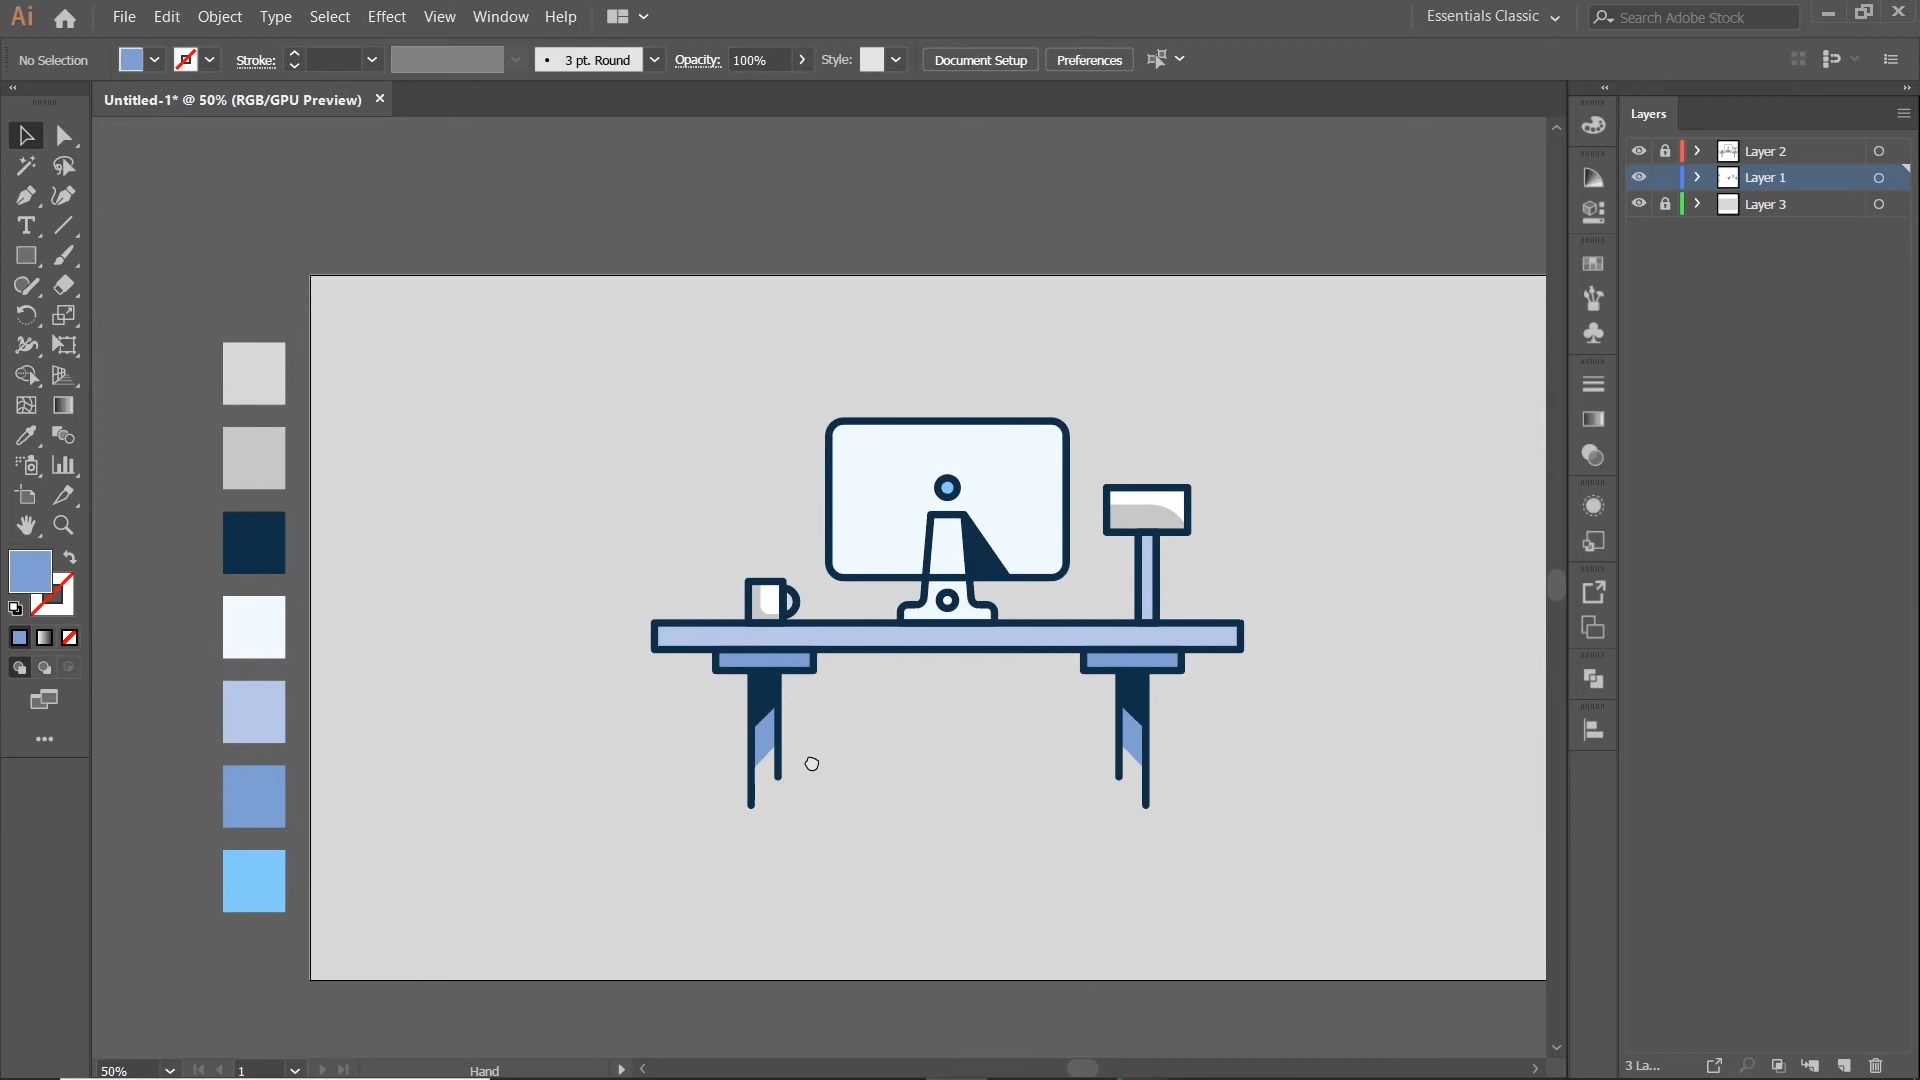 Ai File Edit Object Type Select Effect View Window Help Essentials Classic Search Adobe Stock
No Selection Stroke: 3 pt. Round Opacity: 100% Style: Document Setup Preferences
Untitled-1* @ 50% (RGB/GPU Preview)
Layers
Layer 2
Layer 1
Layer 3
50% 1 Hand 3 La...